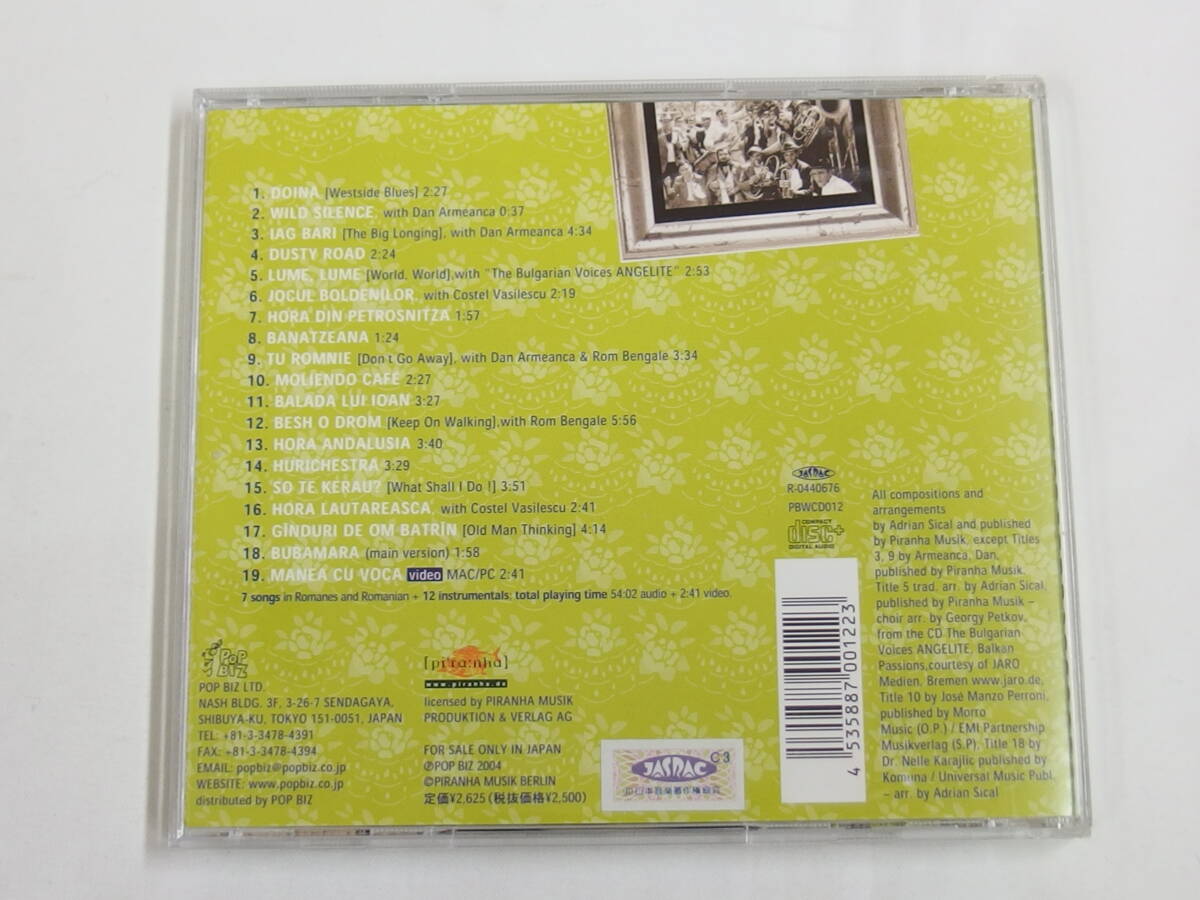 1. DOINA [Westside Blues] 2:27
2. WILD SILENCE, with Dan Armeanca 0:37
3. IAG BARI [The Big Longing], with Dan Armeanca 4:34
4. DUSTY ROAD 2:24
5. LUME, LUME [World, World],with "The Bulgarian Voices ANGELITE" 2:53
6. JOCUL BOLDENILOR, with Costel Vasilescu 2:19
7. HORA DIN PETROSNITZA 1:57
8. BANATZEANA 1:24
9. TU ROMNIE [Don t Go Away], with Dan Armeanca & Rom Bengale 3:34
10. MOLIENDO CAFE 2:27
11. BALADA LUI IOAN 3:27
12. BESH O DROM [Keep On Walking],with Rom Bengale 5:56
13. HORA ANDALUSIA 3:40
14. HURICHESTRA 3:29
15. SO TE KERAU? [What Shall I Do !] 3:51
16. HORA LAUTAREASCA, with Costel Vasilescu 2:41
17. GÎNDURI DE OM BATRÎN [Old Man Thinking] 4:14
18. BUBAMARA (main version) 1:58
19. MANEA CU VOCA video MAC/PC 2:41
7 songs in Romanes and Romanian + 12 instrumentals: total playing time 54:02 audio + 2:41 video.
POP BIZ
POP BIZ LTD.
NASH BLDG. 3F, 3-26-7 SENDAGAYA,
SHIBUYA-KU, TOKYO 151-0051, JAPAN
TEL: +81-3-3478-4391
FAX: +81-3-3478-4394
EMAIL: popbiz@popbiz.co.jp
WEBSITE: www.popbiz.co.jp
distributed by POP BIZ
[pi'ra:nha]
www.piranha.de
licensed by PIRANHA MUSIK
PRODUKTION & VERLAG AG
FOR SALE ONLY IN JAPAN
℗POP BIZ 2004
©PIRANHA MUSIK BERLIN
定価¥2,625(税抜価格¥2,500)
JASRAC C3
JASRAC
R-0440676
PBWCD012
COMPACT
disc+
DIGITAL AUDIO
4 535887 001223
All compositions and
arrangements
by Adrian Sical and published
by Piranha Musik, except Titles
3, 9 by Armeanca, Dan,
published by Piranha Musik,
Title 5 trad. arr. by Adrian Sical,
published by Piranha Musik –
choir arr. by Georgy Petkov,
from the CD The Bulgarian
Voices ANGELITE, Balkan
Passions,courtesy of JARO
Medien, Bremen www.jaro.de,
Title 10 by José Manzo Perroni,
published by Morro
Music (O.P.) / EMI Partnership
Musikverlag (S.P), Title 18 by
Dr. Nelle Karajlic published by
Komuna / Universal Music Publ.
– arr. by Adrian Sical